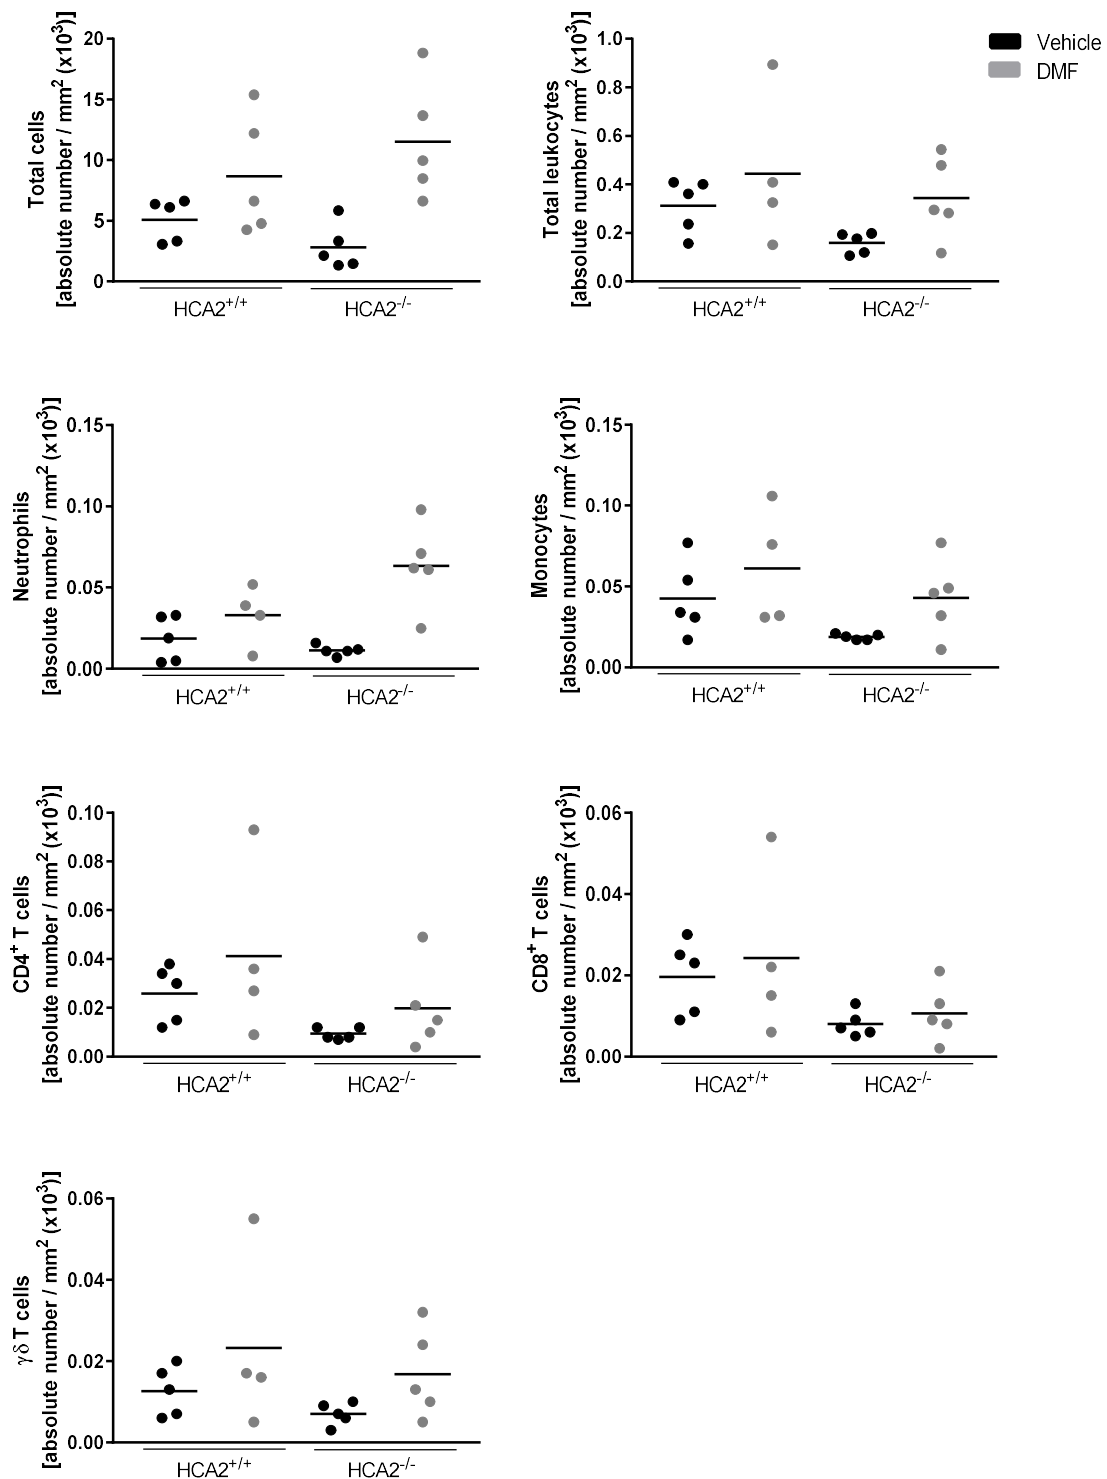 Total cells
[absolute number / mm² (x10³)]
20
15
10
5
0
HCA2⁺/⁺
HCA2⁻/⁻
Total leukocytes
[absolute number / mm² (x10³)]
1.0
0.8
0.6
0.4
0.2
0.0
HCA2⁺/⁺
HCA2⁻/⁻
Vehicle
DMF
Neutrophils
[absolute number / mm² (x10³)]
0.15
0.10
0.05
0.00
HCA2⁺/⁺
HCA2⁻/⁻
Monocytes
[absolute number / mm² (x10³)]
0.15
0.10
0.05
0.00
HCA2⁺/⁺
HCA2⁻/⁻
CD4⁺ T cells
[absolute number / mm² (x10³)]
0.10
0.08
0.06
0.04
0.02
0.00
HCA2⁺/⁺
HCA2⁻/⁻
CD8⁺ T cells
[absolute number / mm² (x10³)]
0.06
0.04
0.02
0.00
HCA2⁺/⁺
HCA2⁻/⁻
γδ T cells
[absolute number / mm² (x10³)]
0.06
0.04
0.02
0.00
HCA2⁺/⁺
HCA2⁻/⁻